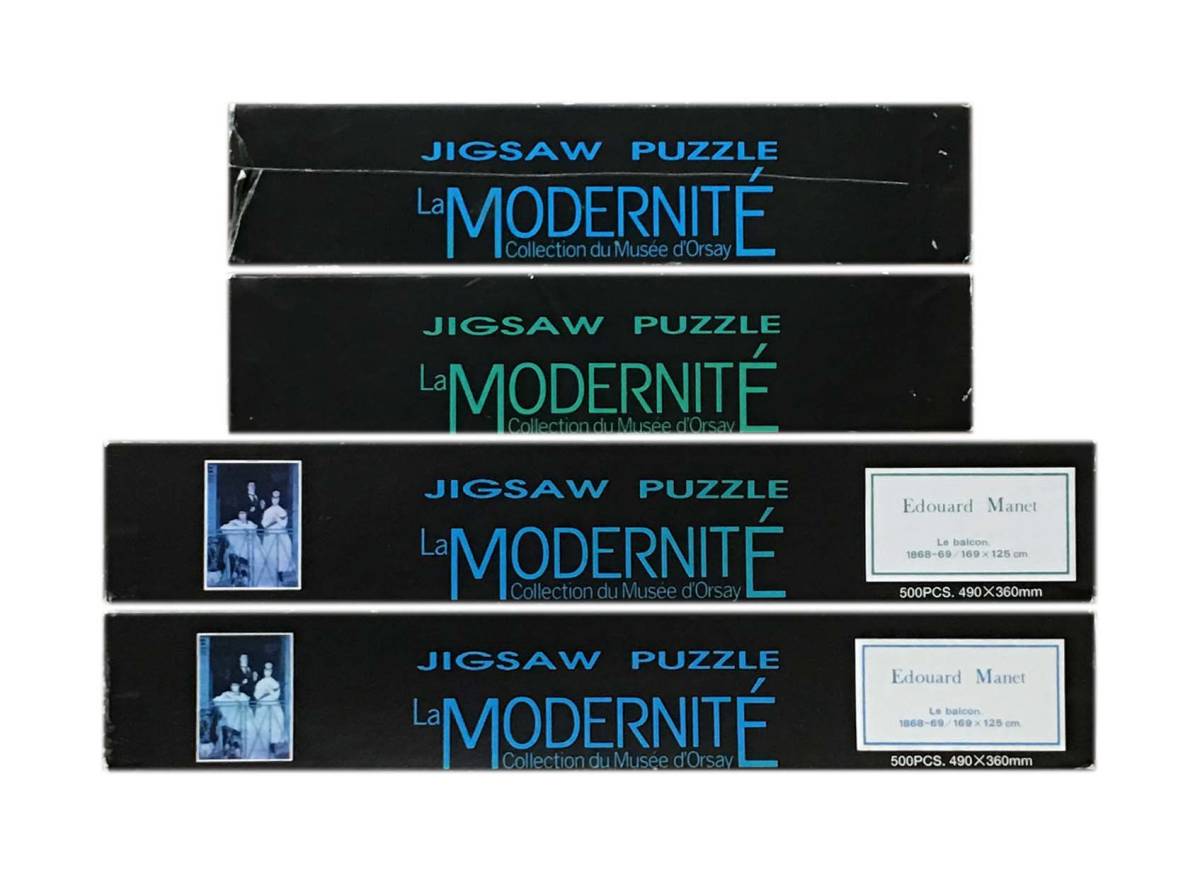 JIGSAW PUZZLE
La MODERNITÉ
Collection du Musée d'Orsay
JIGSAW PUZZLE
La MODERNITÉ
Collection du Musée d'Orsay
JIGSAW PUZZLE
La MODERNITÉ
Collection du Musée d'Orsay
Edouard Manet
Le balcon.
1868-69/169×125 cm
500PCS. 490×360mm
JIGSAW PUZZLE
La MODERNITÉ
Collection du Musée d'Orsay
Edouard Manet
Le balcon.
1868-69/169×125 cm.
500PCS. 490×360mm